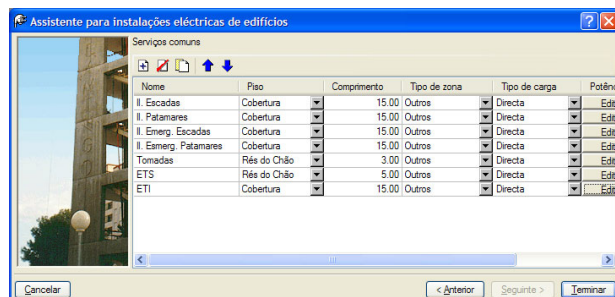 Assistente para instalações eléctricas de edifícios
Serviços comuns
Nome Piso Comprimento Tipo de zona Tipo de carga Potênc
Il. Escadas Cobertura 15.00 Outros Directa Edit
Il. Patamares Cobertura 15.00 Outros Directa Edit
Il. Emerg. Escadas Cobertura 15.00 Outros Directa Edit
Il. Esmerg. Patamares Cobertura 15.00 Outros Directa Edit
Tomadas Rés do Chão 3.00 Outros Directa Edit
ETS Rés do Chão 5.00 Outros Directa Edit
ETI Cobertura 15.00 Outros Directa Edit
Cancelar < Anterior Seguinte > Terminar